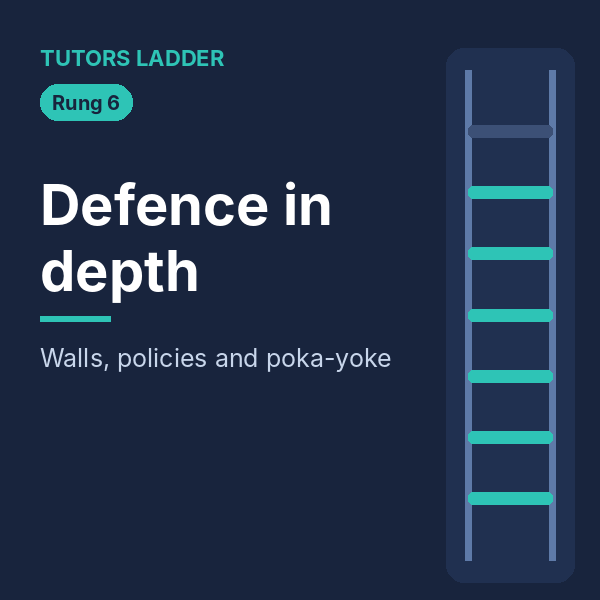 TUTORS LADDER
Rung 6
Defence in
depth
Walls, policies and poka-yoke